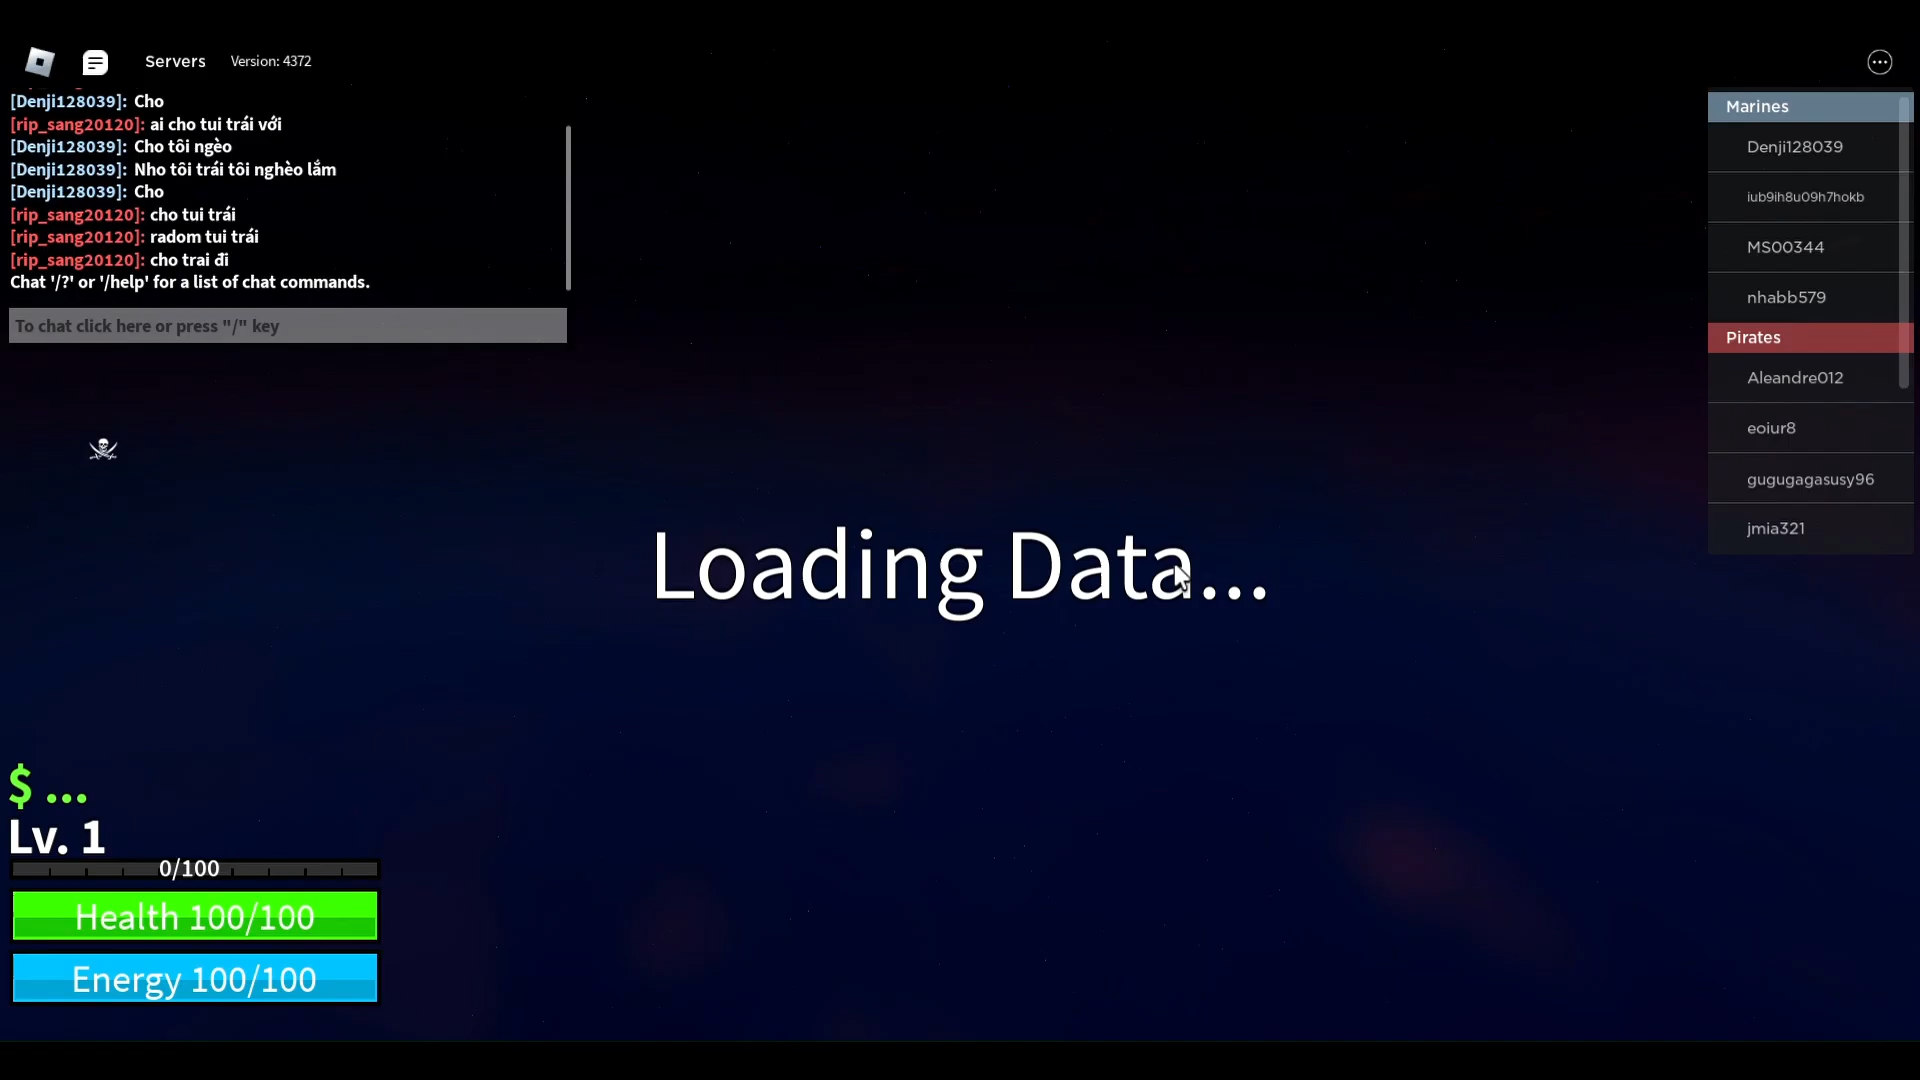 Servers
Version: 4372
[Denji128039]: Cho
[rip_sang20120]: ai cho tui trái với
[Denji128039]: Cho tôi ngèo
[Denji128039]: Nho tôi trái tôi nghèo lắm
[Denji128039]: Cho
[rip_sang20120]: cho tui trái
[rip_sang20120]: radom tui trái
[rip_sang20120]: cho trai đi
Chat '/?' or '/help' for a list of chat commands.
To chat click here or press "/" key
Marines
Denji128039
iub9ih8u09h7hokb
MS00344
nhabb579
Pirates
Aleandre012
eoiur8
gugugagasusy96
jmia321
Loading Data...
$ ...
Lv. 1
0/100
Health 100/100
Energy 100/100